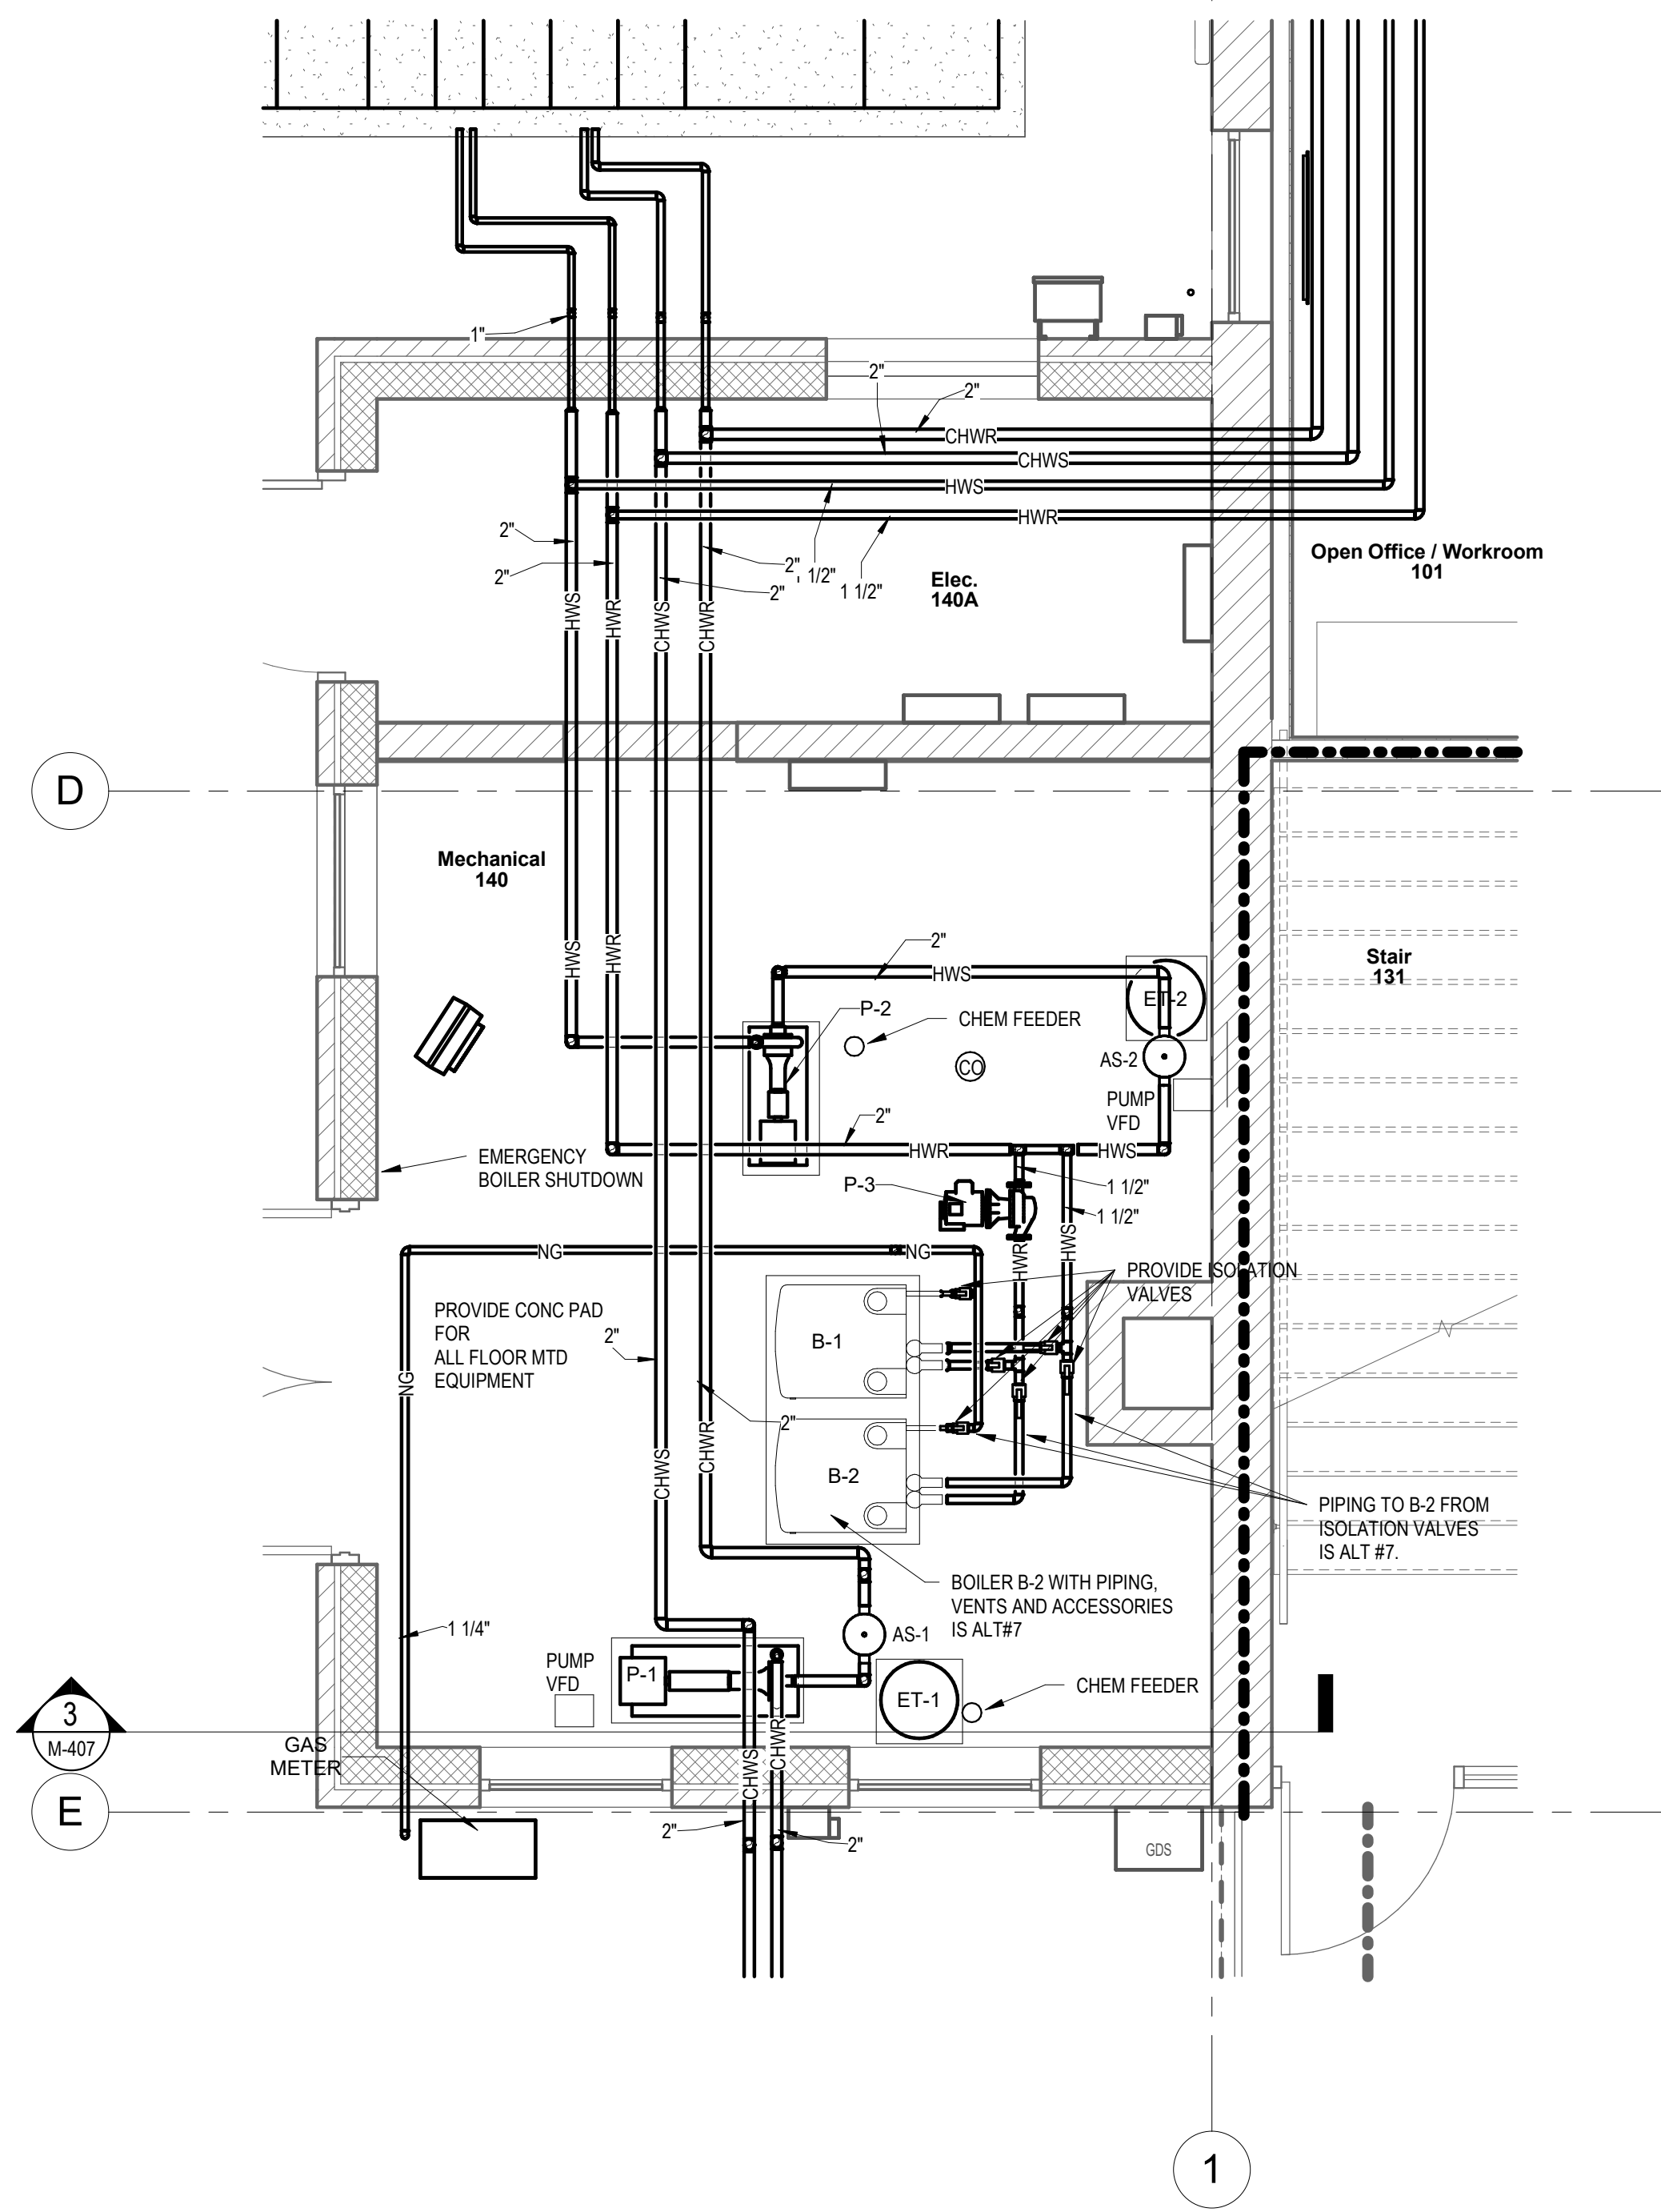 1"
2"
2"
CHWR
CHWS
HWS
HWR
2"
2"
2"
2"
1/2"
1 1/2"
HWS
HWR
CHWS
CHWR
Elec.
140A
Open Office / Workroom
101
D
Mechanical
140
HWS
HWR
2"
HWS
ET-2
Stair
131
P-2
CHEM FEEDER
CO
AS-2
PUMP
VFD
2"
HWR
HWS
EMERGENCY
BOILER SHUTDOWN
P-3
1 1/2"
1 1/2"
HWR
HWS
NG
NG
PROVIDE ISOLATION
VALVES
PROVIDE CONC PAD
FOR
ALL FLOOR MTD
EQUIPMENT
2"
B-1
NG
2"
CHWS
CHWR
B-2
PIPING TO B-2 FROM
ISOLATION VALVES
IS ALT #7.
BOILER B-2 WITH PIPING,
VENTS AND ACCESSORIES
IS ALT#7
1 1/4"
AS-1
PUMP
VFD
P-1
ET-1
CHEM FEEDER
3
M-407
GAS
METER
CHWS
CHWR
E
2"
2"
GDS
1